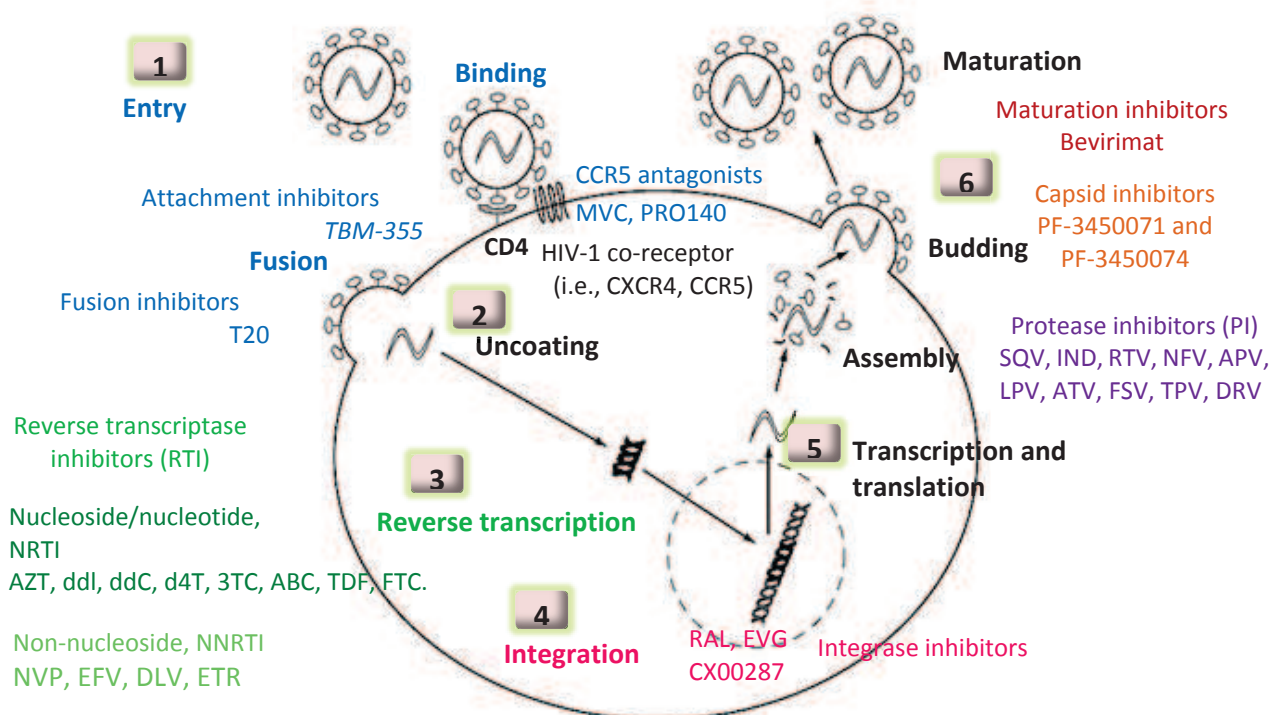 1
Entry
Binding
Maturation
Maturation inhibitors
Bevirimat
Attachment inhibitors
TBM-355
CCR5 antagonists
MVC, PRO140
6
Capsid inhibitors
PF-3450071 and
PF-3450074
Fusion
CD4
HIV-1 co-receptor
(i.e., CXCR4, CCR5)
Budding
Fusion inhibitors
T20
2
Uncoating
Assembly
Protease inhibitors (PI)
SQV, IND, RTV, NFV, APV,
LPV, ATV, FSV, TPV, DRV
Reverse transcriptase
inhibitors (RTI)
3
Reverse transcription
5
Transcription and
translation
Nucleoside/nucleotide,
NRTI
AZT, ddl, ddC, d4T, 3TC, ABC, TDF, FTC.
4
Integration
RAL, EVG
CX00287
Integrase inhibitors
Non-nucleoside, NNRTI
NVP, EFV, DLV, ETR